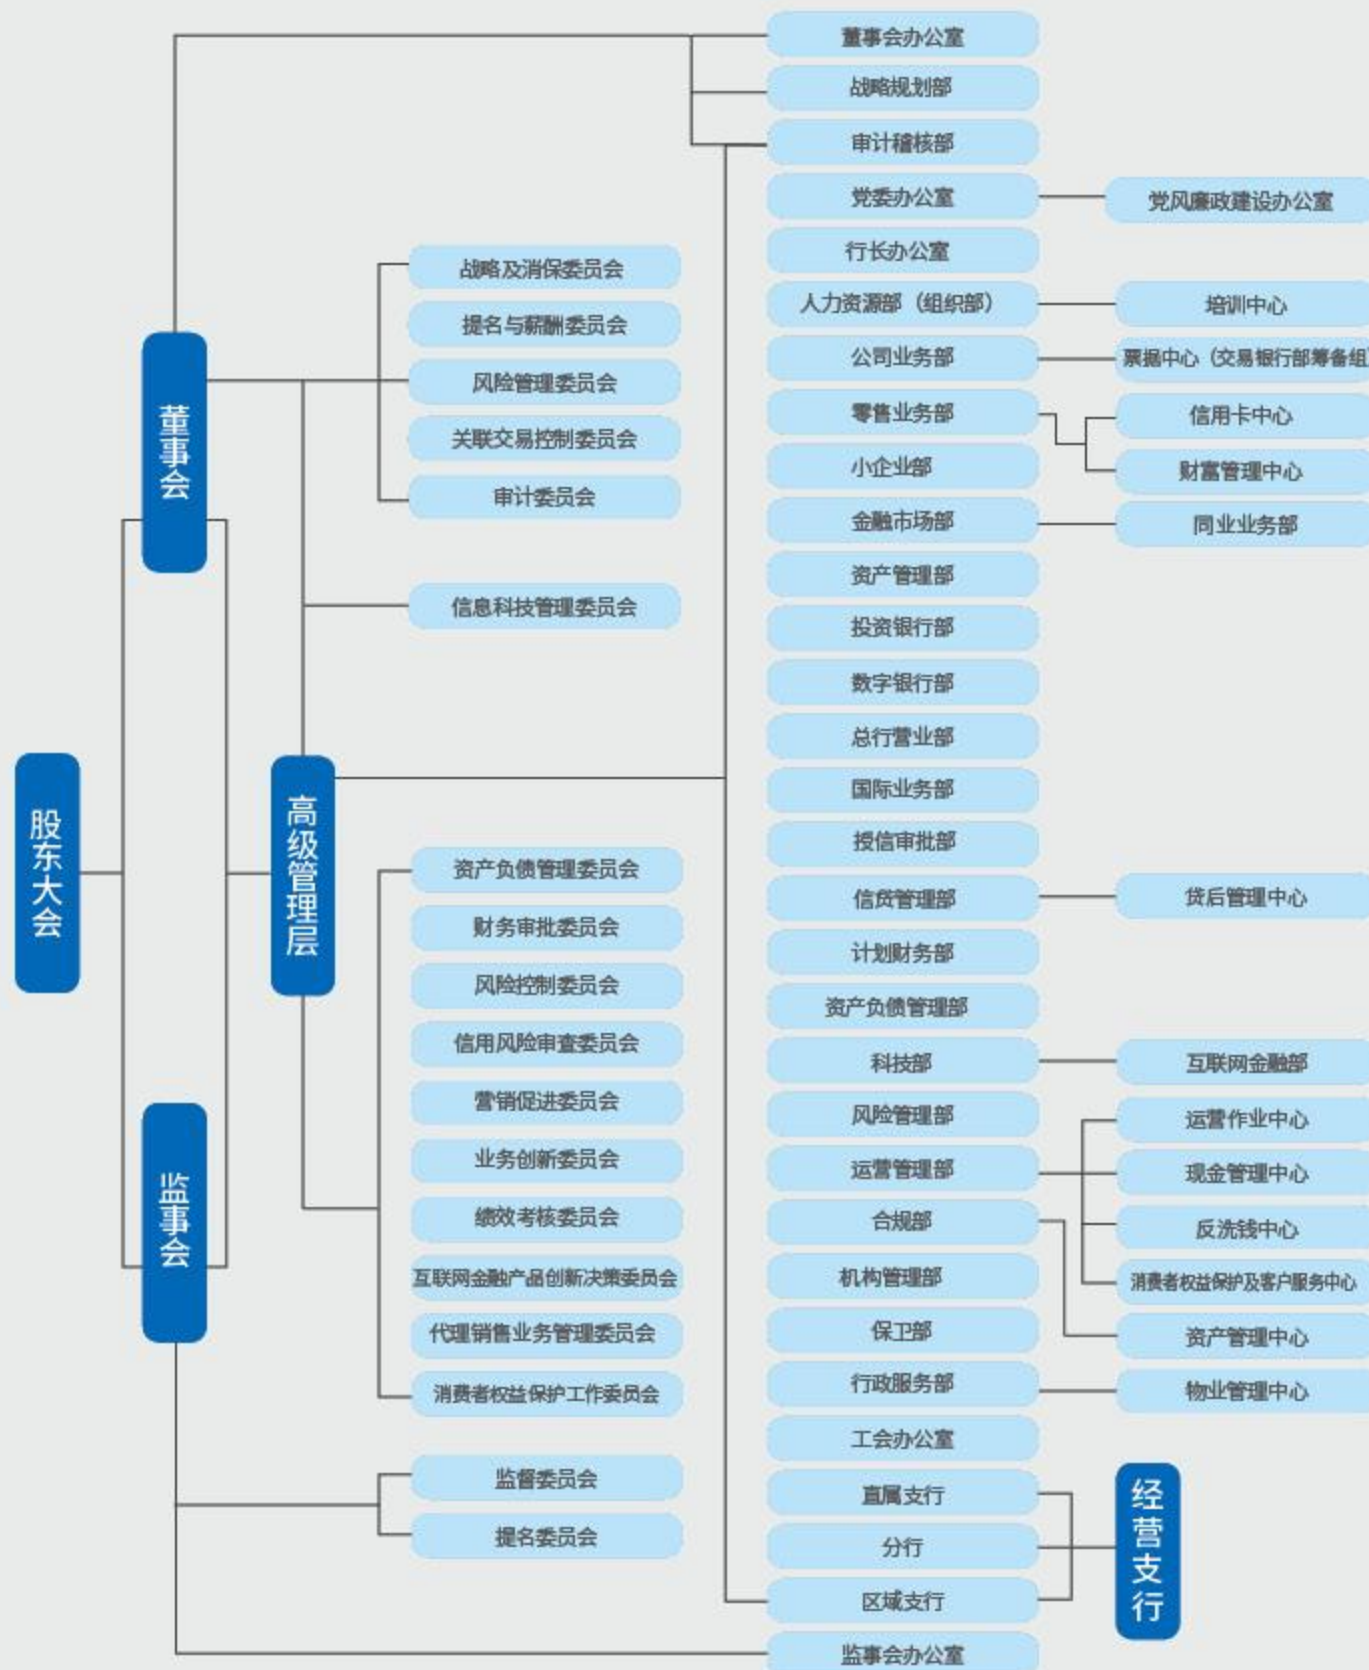 股东大会
董事会
监事会
高级管理层
战略及消保委员会
提名与薪酬委员会
风险管理委员会
关联交易控制委员会
审计委员会
信息科技管理委员会
资产负债管理委员会
财务审批委员会
风险控制委员会
信用风险审查委员会
营销促进委员会
业务创新委员会
绩效考核委员会
互联网金融产品创新决策委员会
代理销售业务管理委员会
消费者权益保护工作委员会
监督委员会
提名委员会
董事会办公室
战略规划部
审计稽核部
党委办公室
党风廉政建设办公室
行长办公室
人力资源部（组织部）
培训中心
公司业务部
票据中心（交易银行部筹备组）
零售业务部
信用卡中心
财富管理中心
小企业部
金融市场部
同业业务部
资产管理部
投资银行部
数字银行部
总行营业部
国际业务部
授信审批部
信贷管理部
贷后管理中心
计划财务部
资产负债管理部
科技部
互联网金融部
风险管理部
运营管理部
运营作业中心
现金管理中心
反洗钱中心
消费者权益保护及客户服务中心
合规部
资产管理中心
机构管理部
保卫部
行政服务部
物业管理中心
工会办公室
直属支行
分行
区域支行
经营支行
监事会办公室